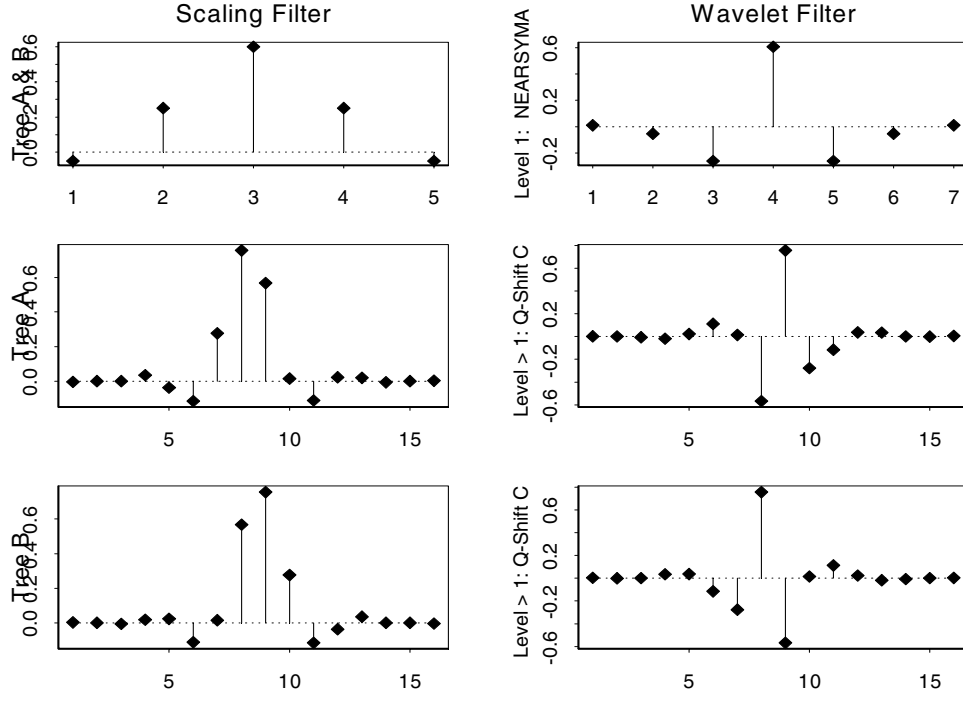 Scaling Filter
Wavelet Filter
Tree A & B
0.0 0.2 0.4 0.6
1 2 3 4 5
Level 1: NEARSYMA
-0.2 0.2 0.6
1 2 3 4 5 6 7
Tree A
0.0 0.2 0.4 0.6
5 10 15
Level > 1: Q-Shift C
-0.6 -0.2 0.2 0.6
5 10 15
Tree B
0.0 0.2 0.4 0.6
5 10 15
Level > 1: Q-Shift C
-0.6 -0.2 0.2 0.6
5 10 15